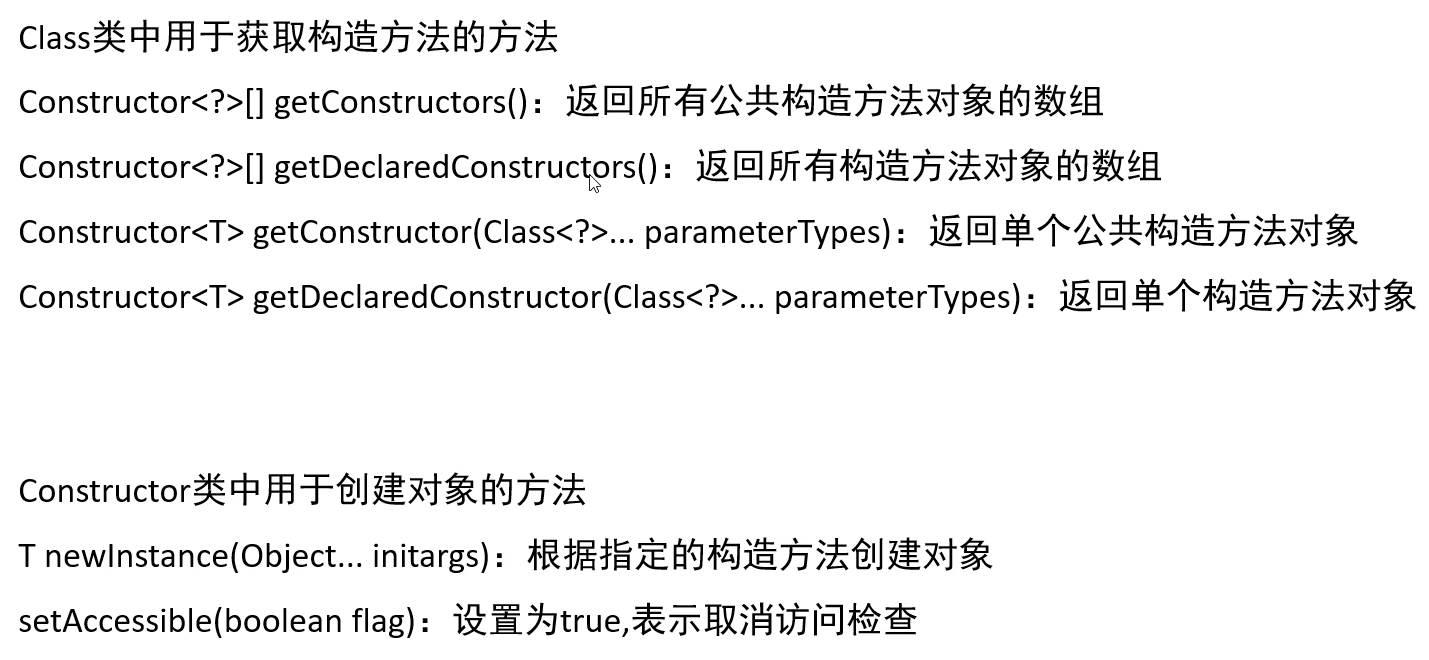 Class类中用于获取构造方法的方法
Constructor<?>[] getConstructors()：返回所有公共构造方法对象的数组
Constructor<?>[] getDeclaredConstructors()：返回所有构造方法对象的数组
Constructor<T> getConstructor(Class<?>... parameterTypes)：返回单个公共构造方法对象
Constructor<T> getDeclaredConstructor(Class<?>... parameterTypes)：返回单个构造方法对象
Constructor类中用于创建对象的方法
T newInstance(Object... initargs)：根据指定的构造方法创建对象
setAccessible(boolean flag)：设置为true,表示取消访问检查